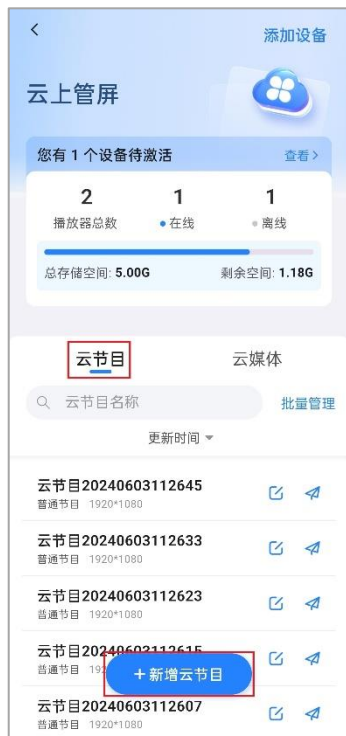 添加设备
云上管屏
您有 1 个设备待激活 查看
2 1 1
播放器总数 在线 离线
总存储空间: 5.00G 剩余空间: 1.18G
云节目 云媒体
云节目名称 批量管理
更新时间
云节目20240603112645
普通节目 1920*1080
云节目20240603112633
普通节目 1920*1080
云节目20240603112623
普通节目 1920*1080
云节目20240603112615
普通节目
+新增云节目
云节目20240603112607
普通节目 1920*1080